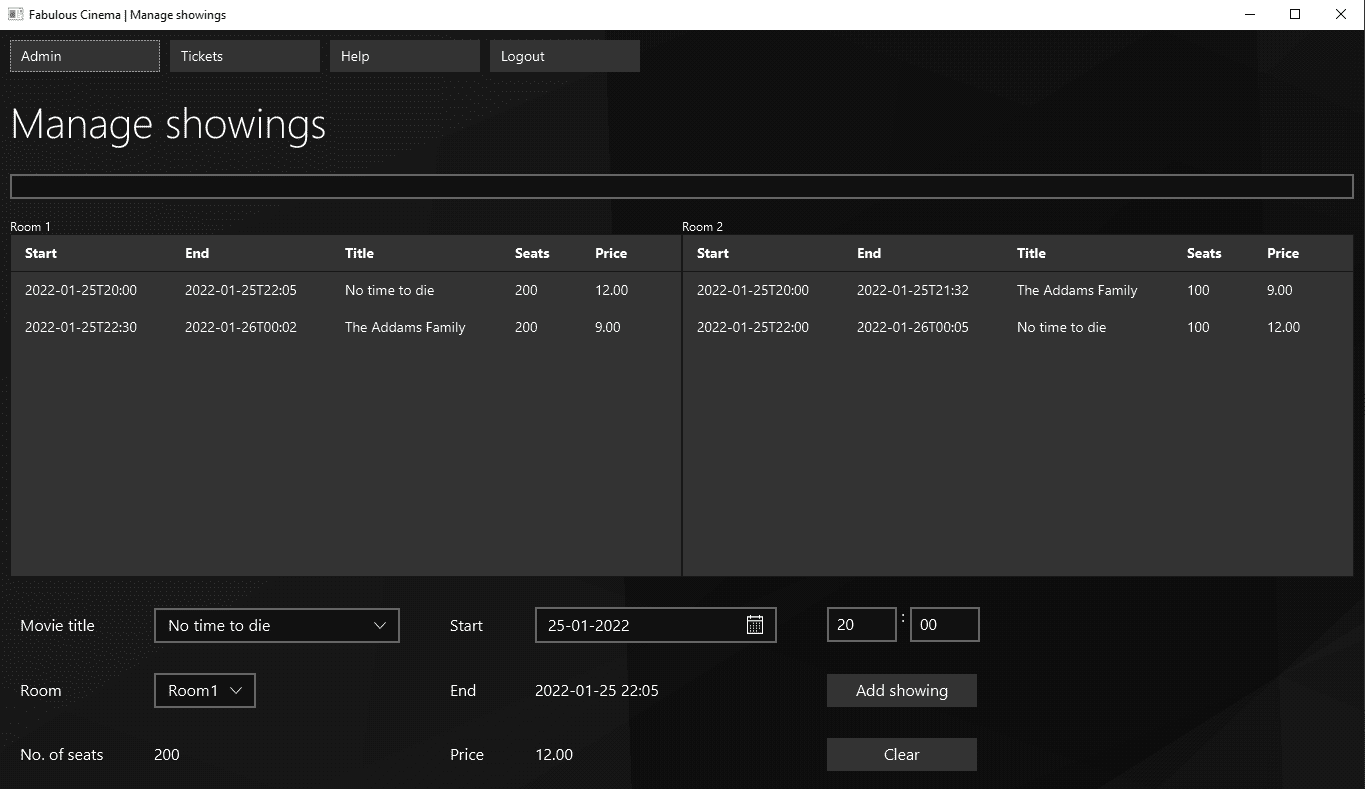 Fabulous Cinema | Manage showings
Admin Tickets Help Logout
Manage showings
Room 1 Room 2
Start End Title Seats Price Start End Title Seats Price
2022-01-25T20:00 2022-01-25T22:05 No time to die 200 12.00 2022-01-25T20:00 2022-01-25T21:32 The Addams Family 100 9.00
2022-01-25T22:30 2022-01-26T00:02 The Addams Family 200 9.00 2022-01-25T22:00 2022-01-26T00:05 No time to die 100 12.00
Movie title No time to die Start 25-01-2022 20 : 00
Room Room1 End 2022-01-25 22:05 Add showing
No. of seats 200 Price 12.00 Clear